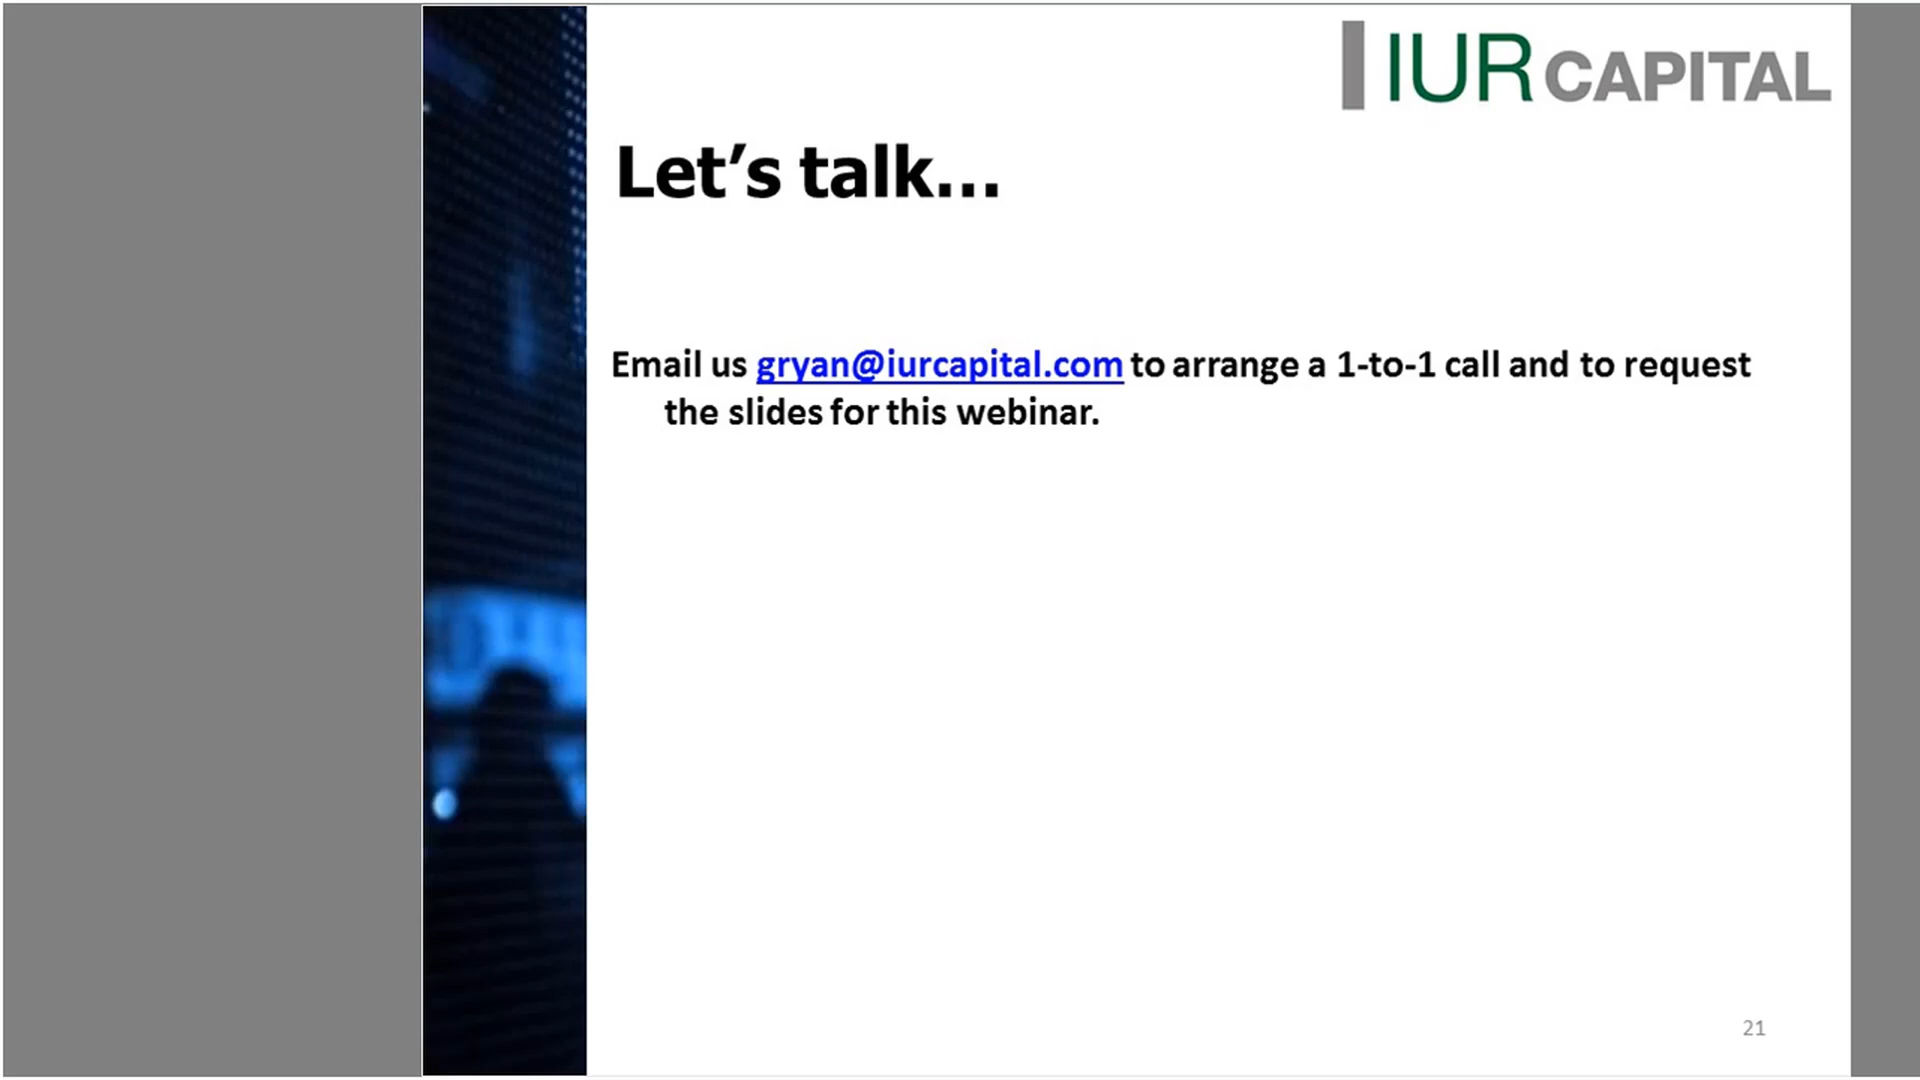 IUR CAPITAL
Let’s talk...
Email us gryan@iurcapital.com to arrange a 1-to-1 call and to request
the slides for this webinar.
21